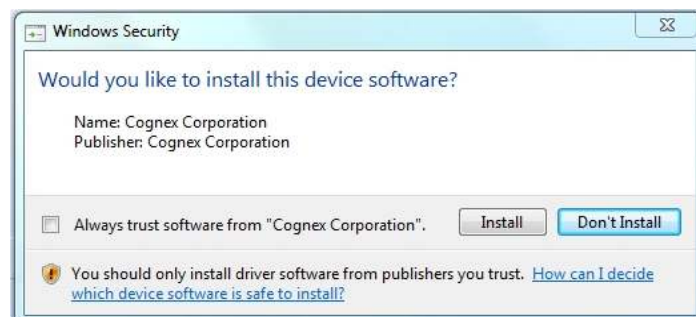 Windows Security
Would you like to install this device software?
Name: Cognex Corporation
Publisher: Cognex Corporation
Always trust software from "Cognex Corporation".
Install
Don't Install
You should only install driver software from publishers you trust. How can I decide
which device software is safe to install?